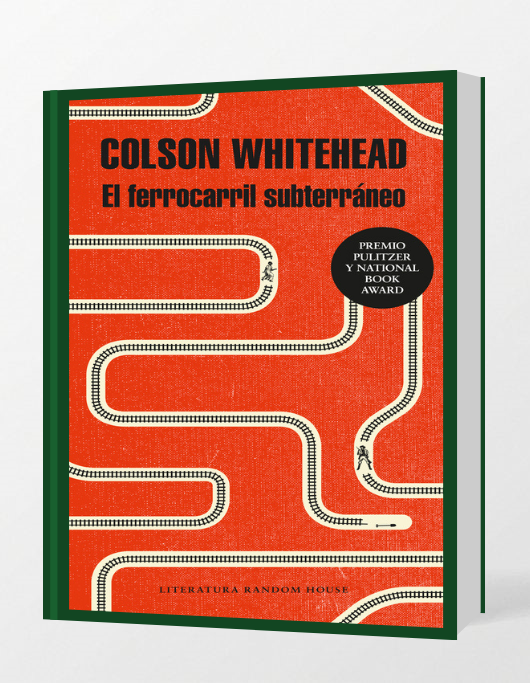 COLSON WHITEHEAD
El ferrocarril subterráneo
PREMIO
PULITZER
Y NATIONAL
BOOK
AWARD
LITERATURA RANDOM HOUSE